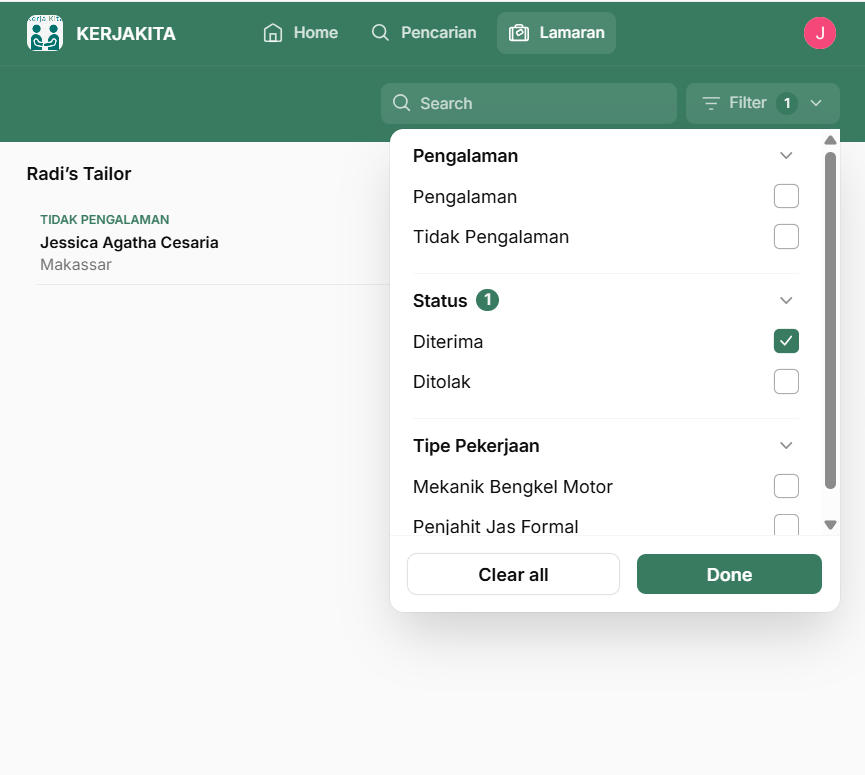 Kerja Kita
KERJAKITA
Home
Pencarian
Lamaran
J
Search
Filter 1
Radi's Tailor
TIDAK PENGALAMAN
Jessica Agatha Cesaria
Makassar
Pengalaman
Pengalaman
Tidak Pengalaman
Status 1
Diterima
Ditolak
Tipe Pekerjaan
Mekanik Bengkel Motor
Penjahit Jas Formal
Clear all
Done